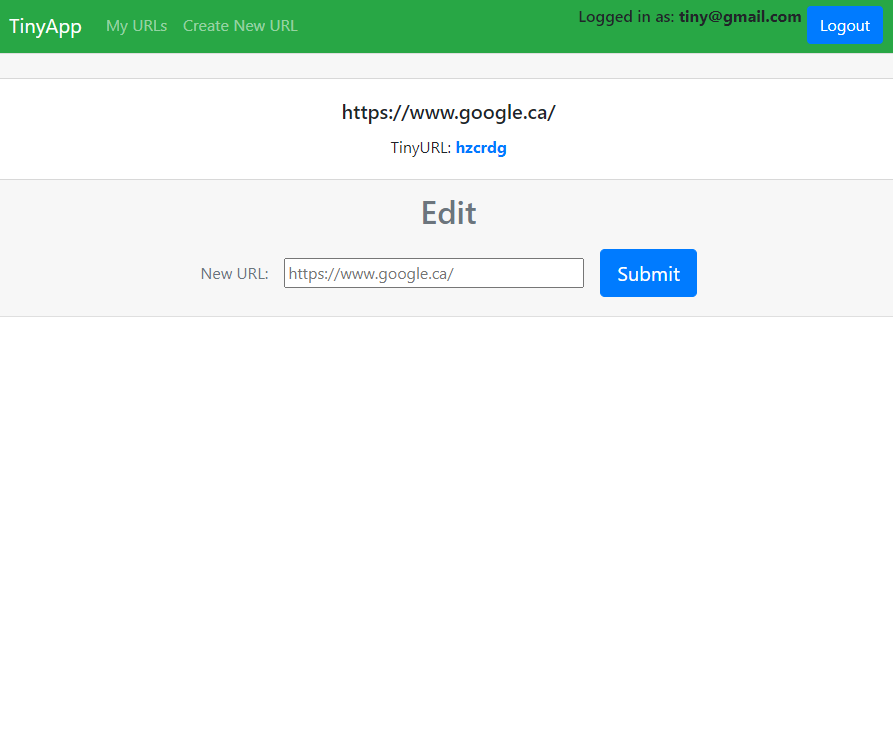 TinyApp My URLs Create New URL Logged in as: tiny@gmail.com Logout
https://www.google.ca/
TinyURL: hzcrdg
Edit
New URL: https://www.google.ca/ Submit